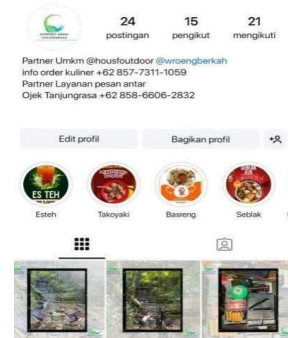 24 15 21
postingan pengikut mengikuti
Partner Umkm @housfoutdoor @wroengberkah
info order kuliner +62 857-7311-1059
Partner Layanan pesan antar
Ojek Tanjungrasa +62 858-6606-2832
Edit profil Bagikan profil
ES TEH
Esteh Takoyaki Basreng Seblak